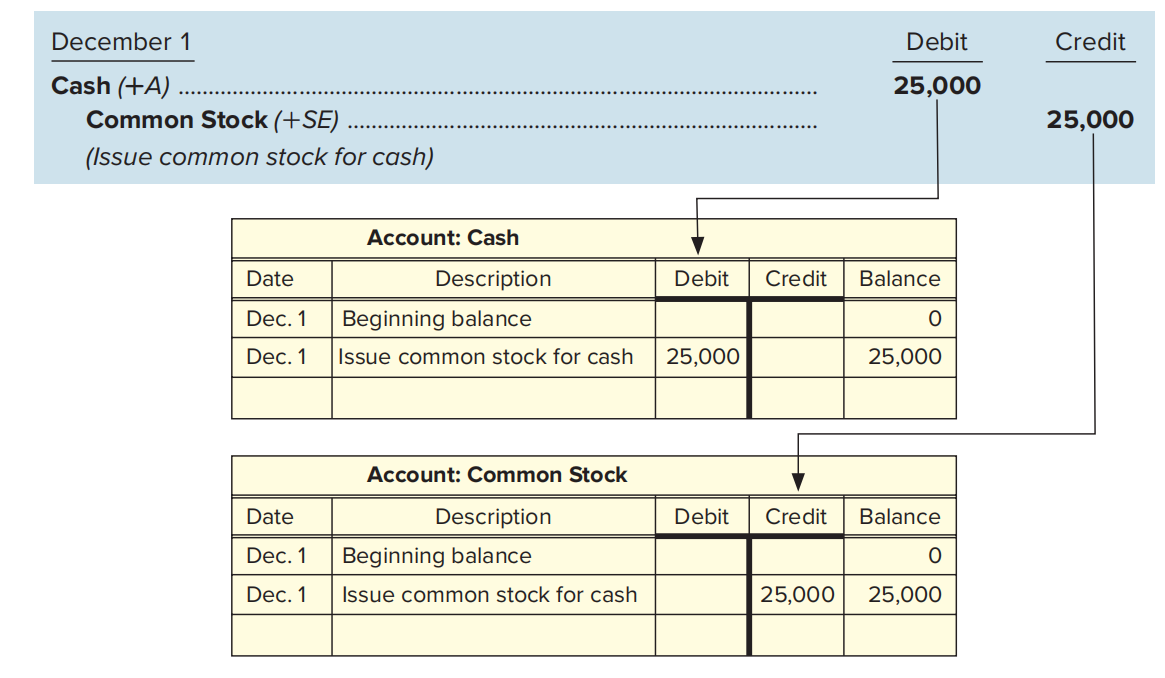 December 1 Debit Credit
Cash (+A) ........................................................................................................ 25,000
Common Stock (+SE) ............................................................................ 25,000
(Issue common stock for cash)
Account: Cash
Date Description Debit Credit Balance
Dec. 1 Beginning balance 0
Dec. 1 Issue common stock for cash 25,000 25,000
Account: Common Stock
Date Description Debit Credit Balance
Dec. 1 Beginning balance 0
Dec. 1 Issue common stock for cash 25,000 25,000